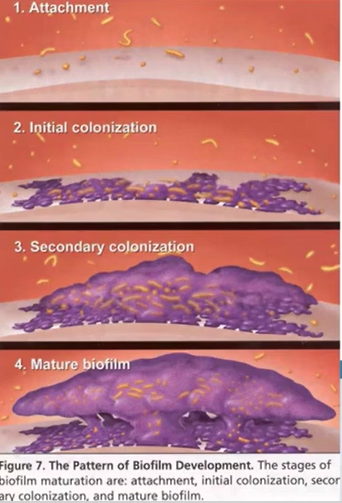 1. Attachment
2. Initial colonization
3. Secondary colonization
4. Mature biofilm
Figure 7. The Pattern of Biofilm Development. The stages of
biofilm maturation are: attachment, initial colonization, secon
ary colonization, and mature biofilm.